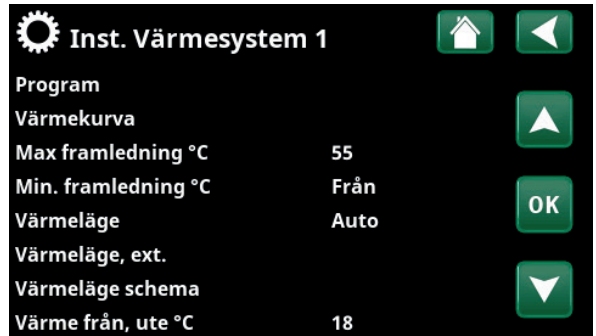 Inst. Värmesystem 1
Program
Värmekurva
Max framledning °C 55
Min. framledning °C Från
Värmeläge Auto
OK
Värmeläge, ext.
Värmeläge schema
Värme från, ute °C 18